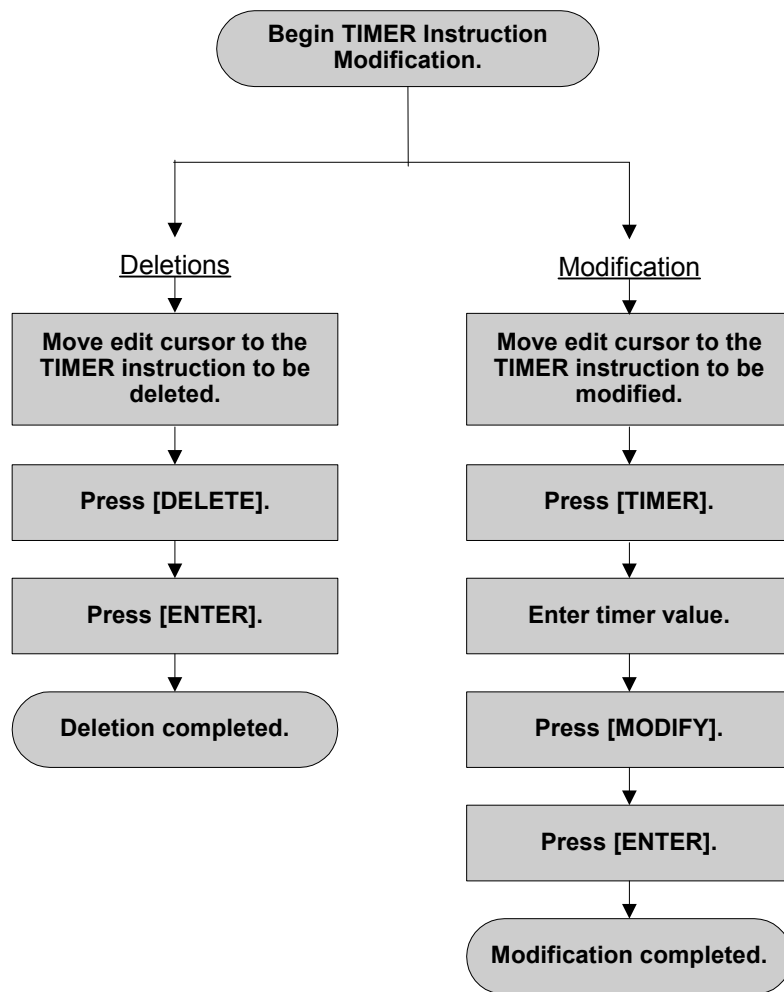 Begin TIMER Instruction
Modification.
Deletions
Move edit cursor to the
TIMER instruction to be
deleted.
Press [DELETE].
Press [ENTER].
Deletion completed.
Modification
Move edit cursor to the
TIMER instruction to be
modified.
Press [TIMER].
Enter timer value.
Press [MODIFY].
Press [ENTER].
Modification completed.